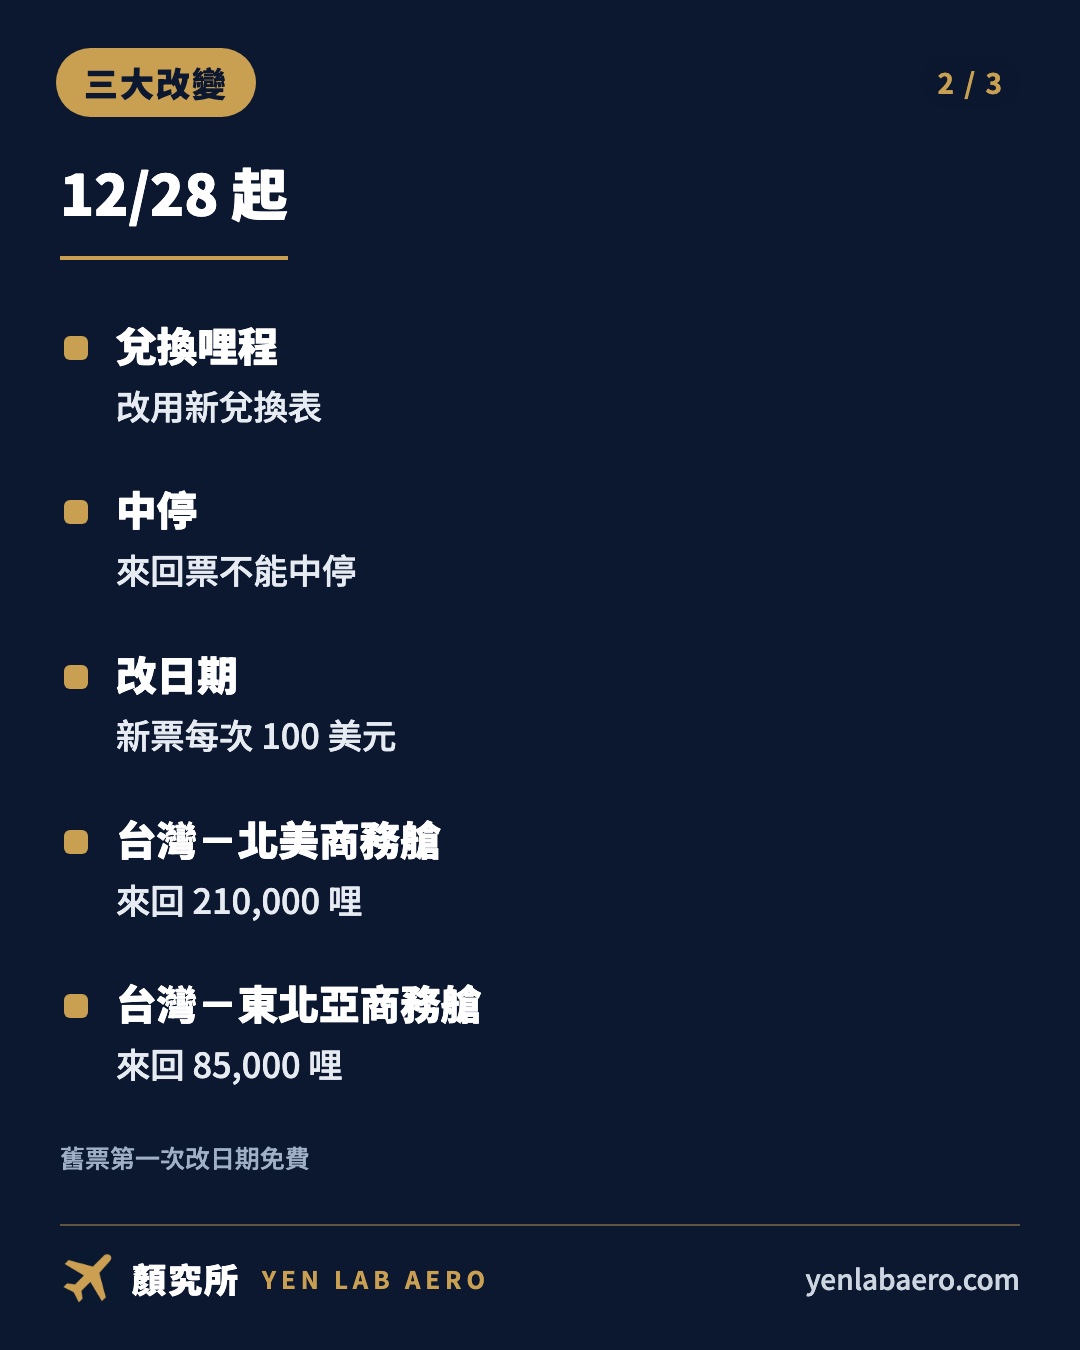 三大改變
2 / 3
12/28 起
兌換哩程
改用新兌換表
中停
來回票不能中停
改日期
新票每次 100 美元
台灣－北美商務艙
來回 210,000 哩
台灣－東北亞商務艙
來回 85,000 哩
舊票第一次改日期免費
顏究所 YEN LAB AERO
yenlabaero.com